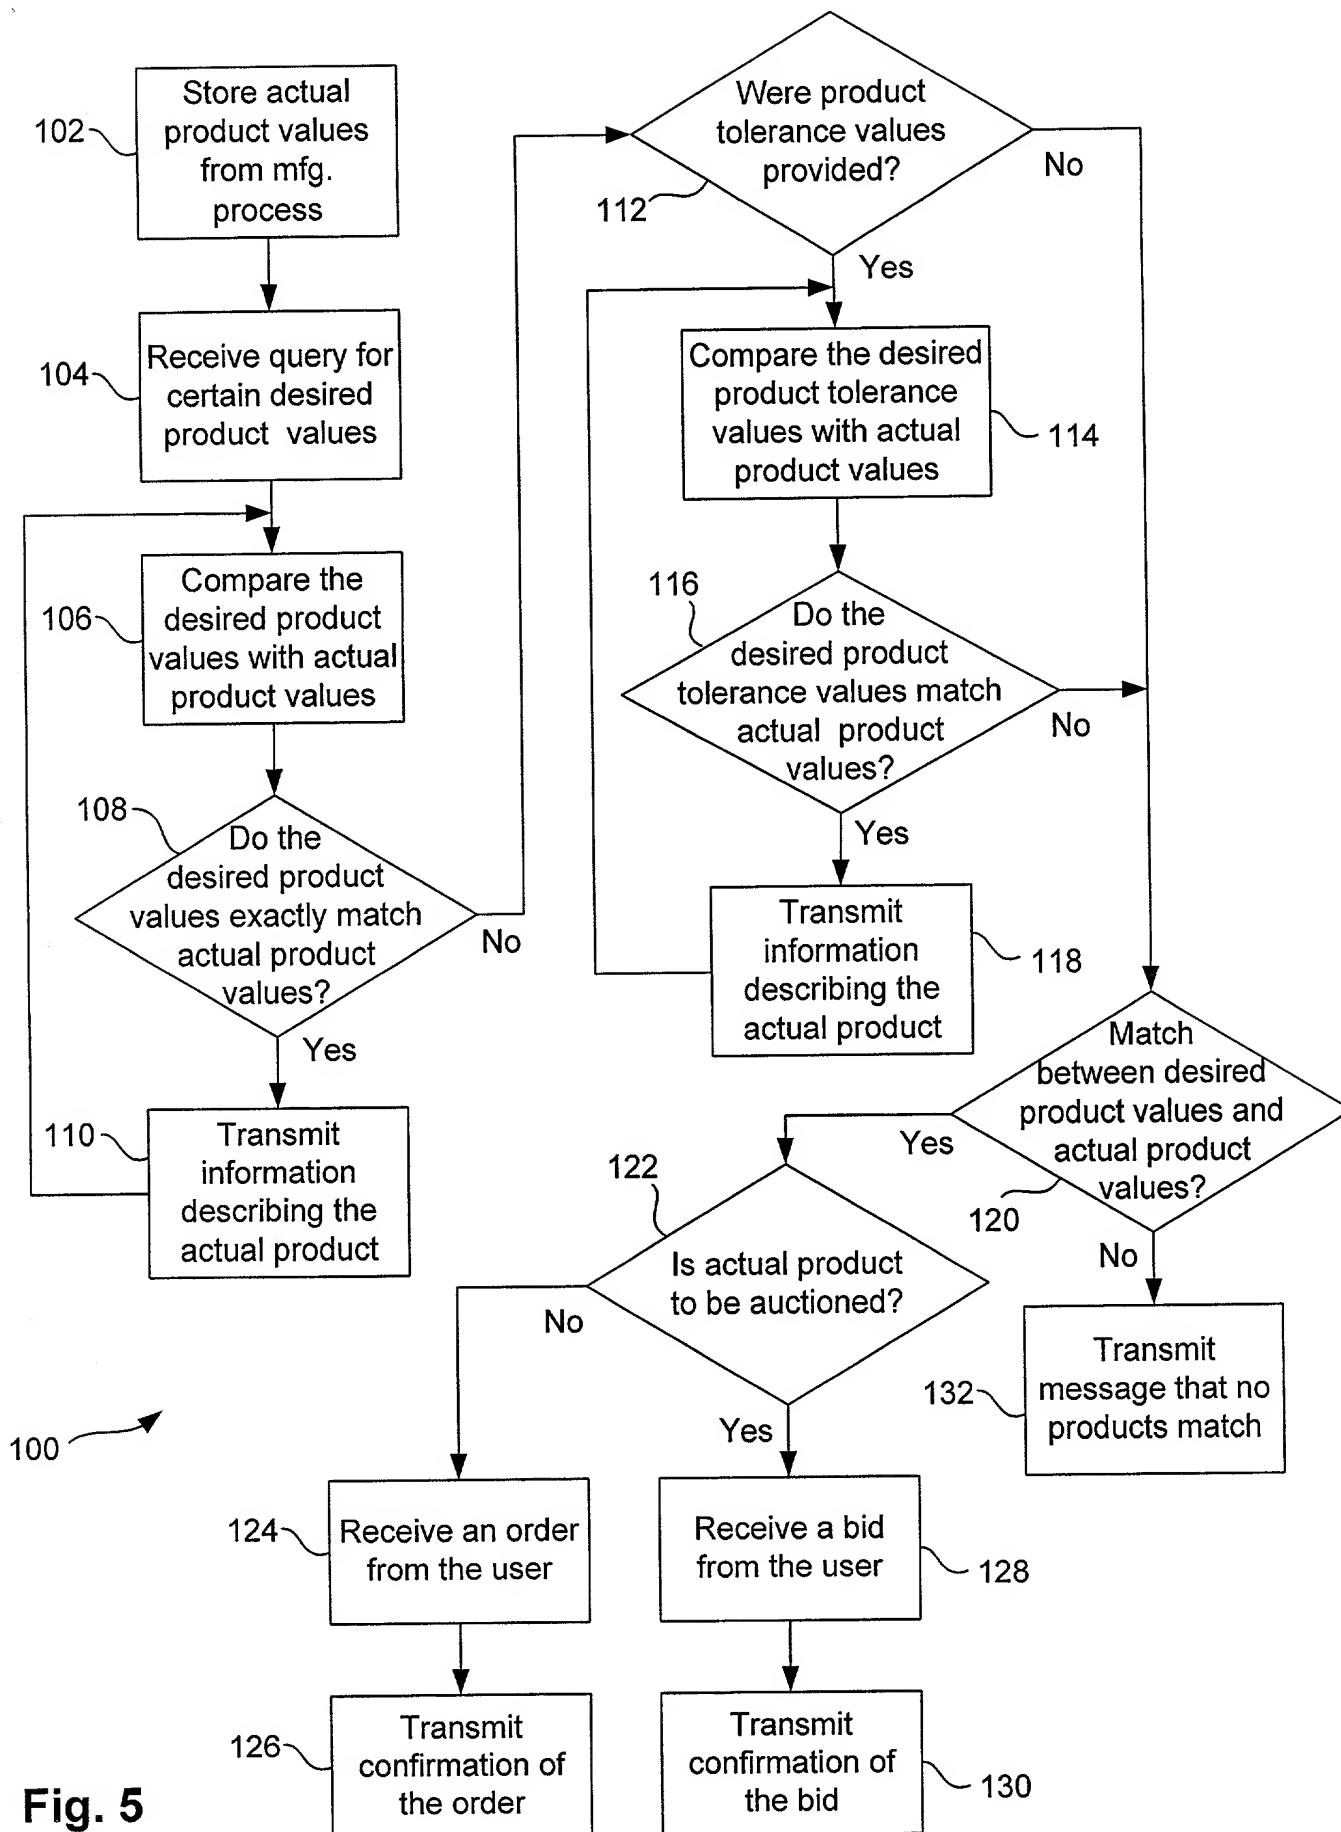 102
Store actual
product values
from mfg.
process
104
Receive query for
certain desired
product values
106
Compare the
desired product
values with actual
product values
108
Do the
desired product
values exactly match
actual product
values?
No
Yes
110
Transmit
information
describing the
actual product
Were product
tolerance values
provided?
112
No
Yes
Compare the desired
product tolerance
values with actual
product values
114
116
Do the
desired product
tolerance values match
actual product
values?
No
Yes
Transmit
information
describing the
actual product
118
Match
between desired
product values and
actual product
values?
120
Yes
No
122
Is actual product
to be auctioned?
No
Yes
132
Transmit
message that no
products match
100
124
Receive an order
from the user
Receive a bid
from the user
128
126
Transmit
confirmation of
the order
Transmit
confirmation of
the bid
130
Fig. 5